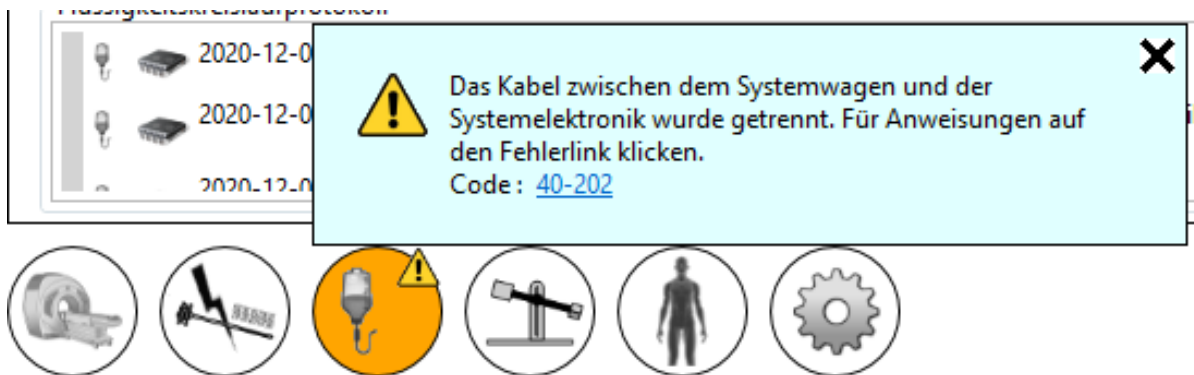 2020-12-0
2020-12-0
2020-12-0
Das Kabel zwischen dem Systemwagen und der
Systemelektronik wurde getrennt. Für Anweisungen auf
den Fehlerlink klicken.
Code : 40-202